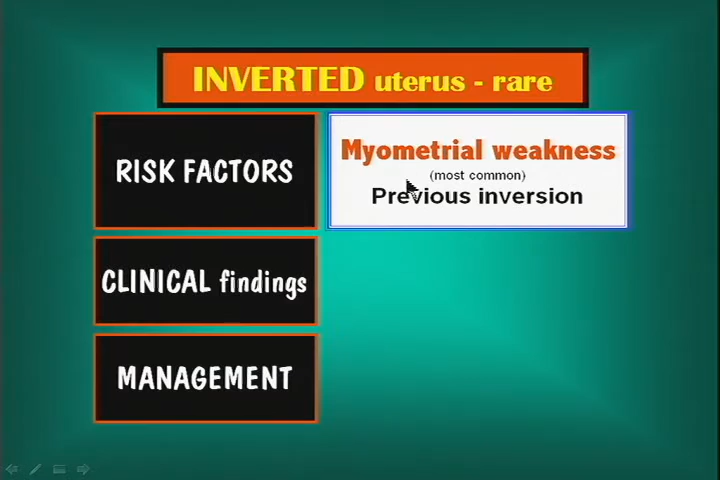 INVERTED uterus - rare
RISK FACTORS
Myometrial weakness
(most common)
Previous inversion
CLINICAL findings
MANAGEMENT